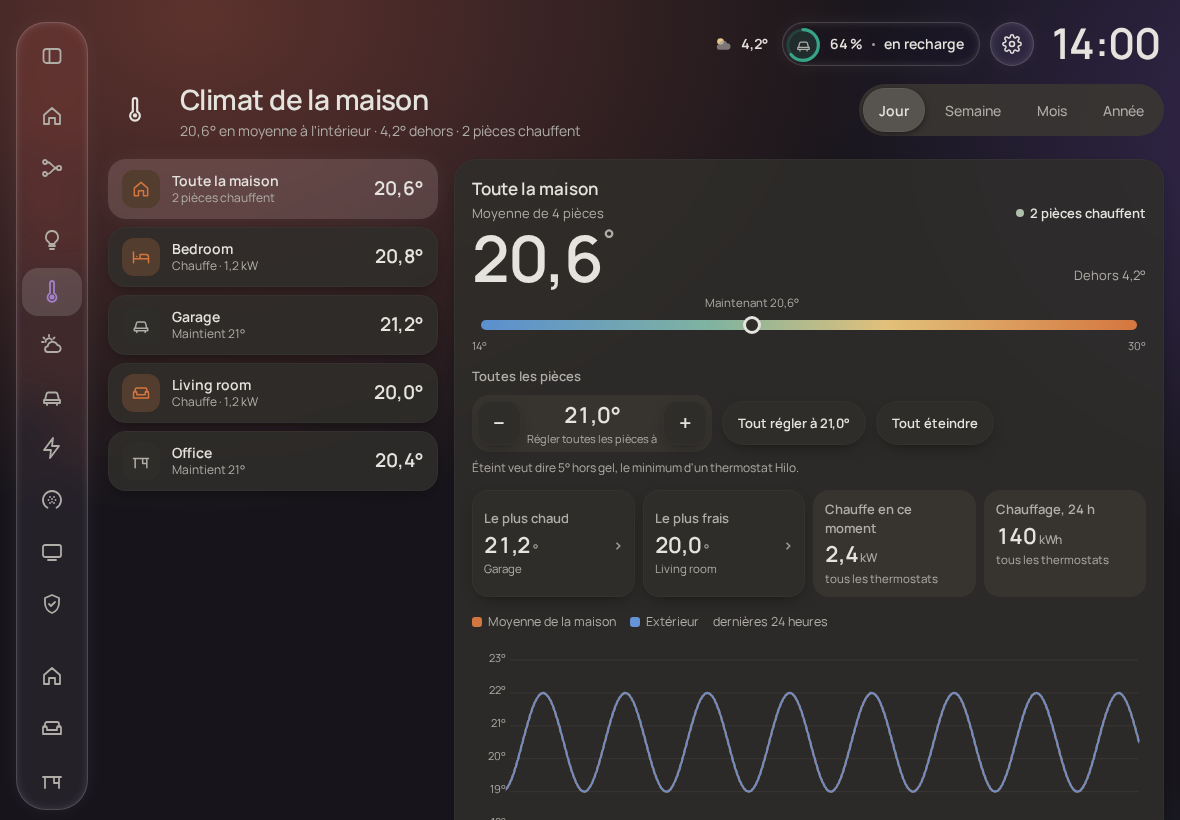 4,2°
64 % · en recharge
14:00
Climat de la maison
20,6° en moyenne à l'intérieur · 4,2° dehors · 2 pièces chauffent
Jour
Semaine
Mois
Année
Toute la maison
2 pièces chauffent
20,6°
Bedroom
Chauffe · 1,2 kW
20,8°
Garage
Maintient 21°
21,2°
Living room
Chauffe · 1,2 kW
20,0°
Office
Maintient 21°
20,4°
Toute la maison
Moyenne de 4 pièces
2 pièces chauffent
20,6°
Dehors 4,2°
Maintenant 20,6°
14°
30°
Toutes les pièces
−
21,0°
Régler toutes les pièces à
+
Tout régler à 21,0°
Tout éteindre
Éteint veut dire 5° hors gel, le minimum d'un thermostat Hilo.
Le plus chaud
21,2°
Garage
Le plus frais
20,0°
Living room
Chauffe en ce
moment
2,4 kW
tous les thermostats
Chauffage, 24 h
140 kWh
tous les thermostats
Moyenne de la maison
Extérieur
dernières 24 heures
23°
22°
21°
20°
19°